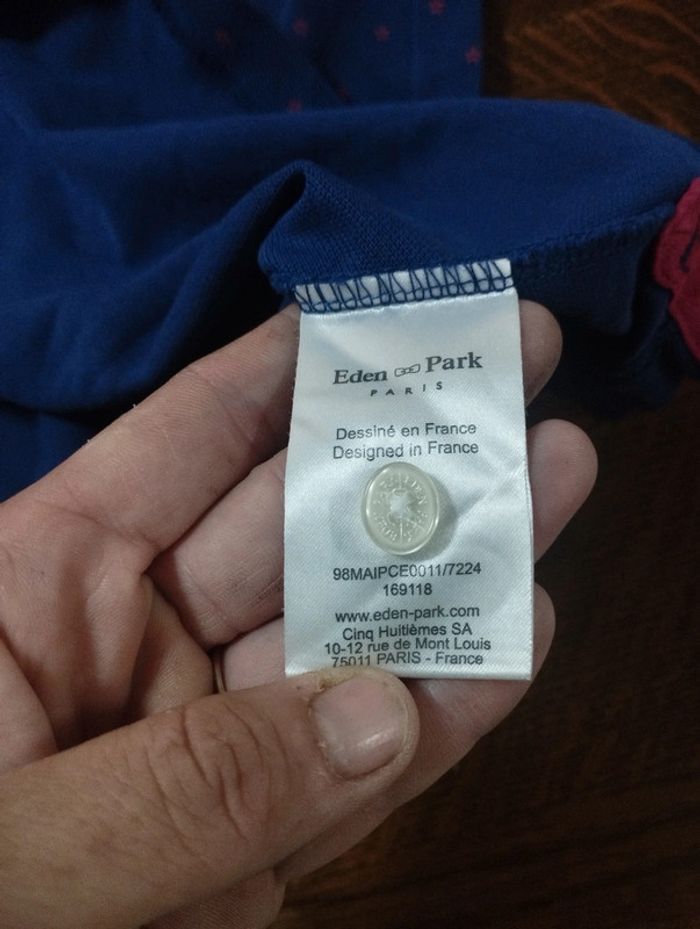 Eden Park
PARIS
Dessiné en France
Designed in France
98MAIPCE0011/7224
169118
www.eden-park.com
Cinq Huitièmes SA
10-12 rue de Mont Louis
75011 PARIS - France